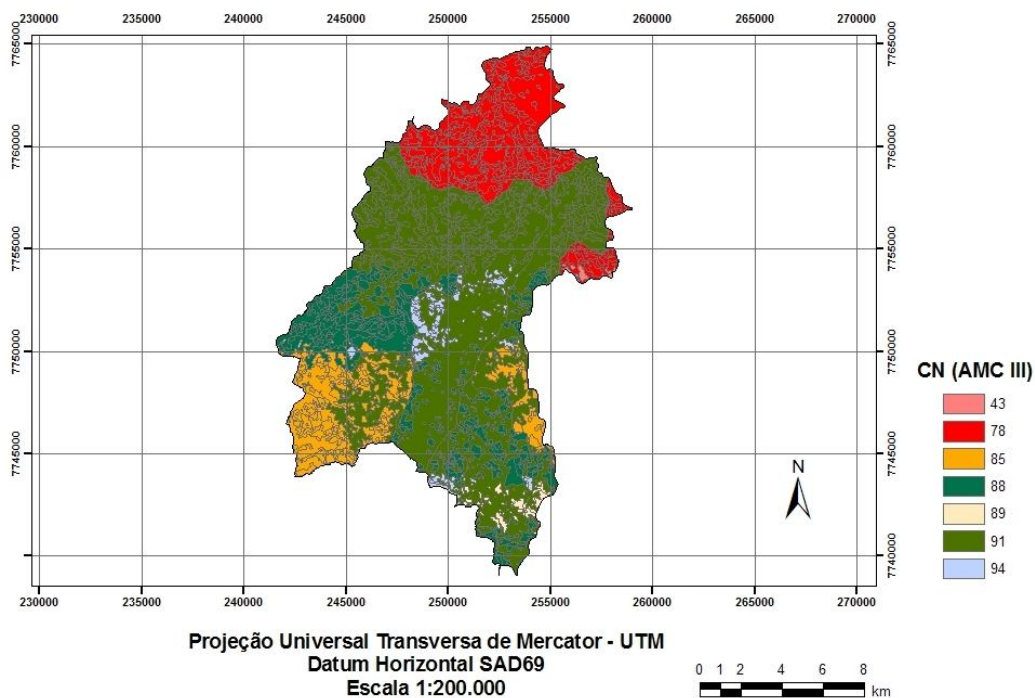 230000 235000 240000 245000 250000 255000 260000 265000 270000
7765000 7765000
7760000 7760000
7755000 7755000
7750000 7750000
7745000 7745000
7740000 7740000
CN (AMC III)
43
78
85
88
89
91
94
N
230000 235000 240000 245000 250000 255000 260000 265000 270000
Projeção Universal Transversa de Mercator - UTM
Datum Horizontal SAD69
Escala 1:200.000
0 1 2 4 6 8
km